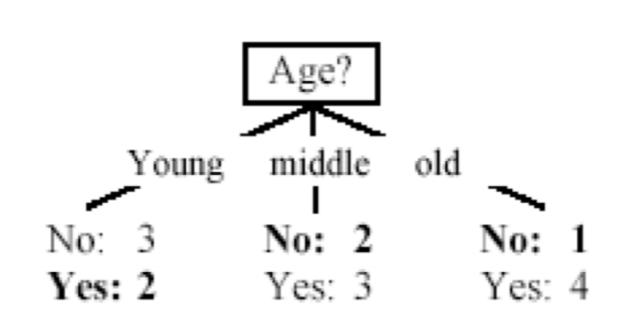 Age?
Young middle old
No: 3 No: 2 No: 1
Yes: 2 Yes: 3 Yes: 4